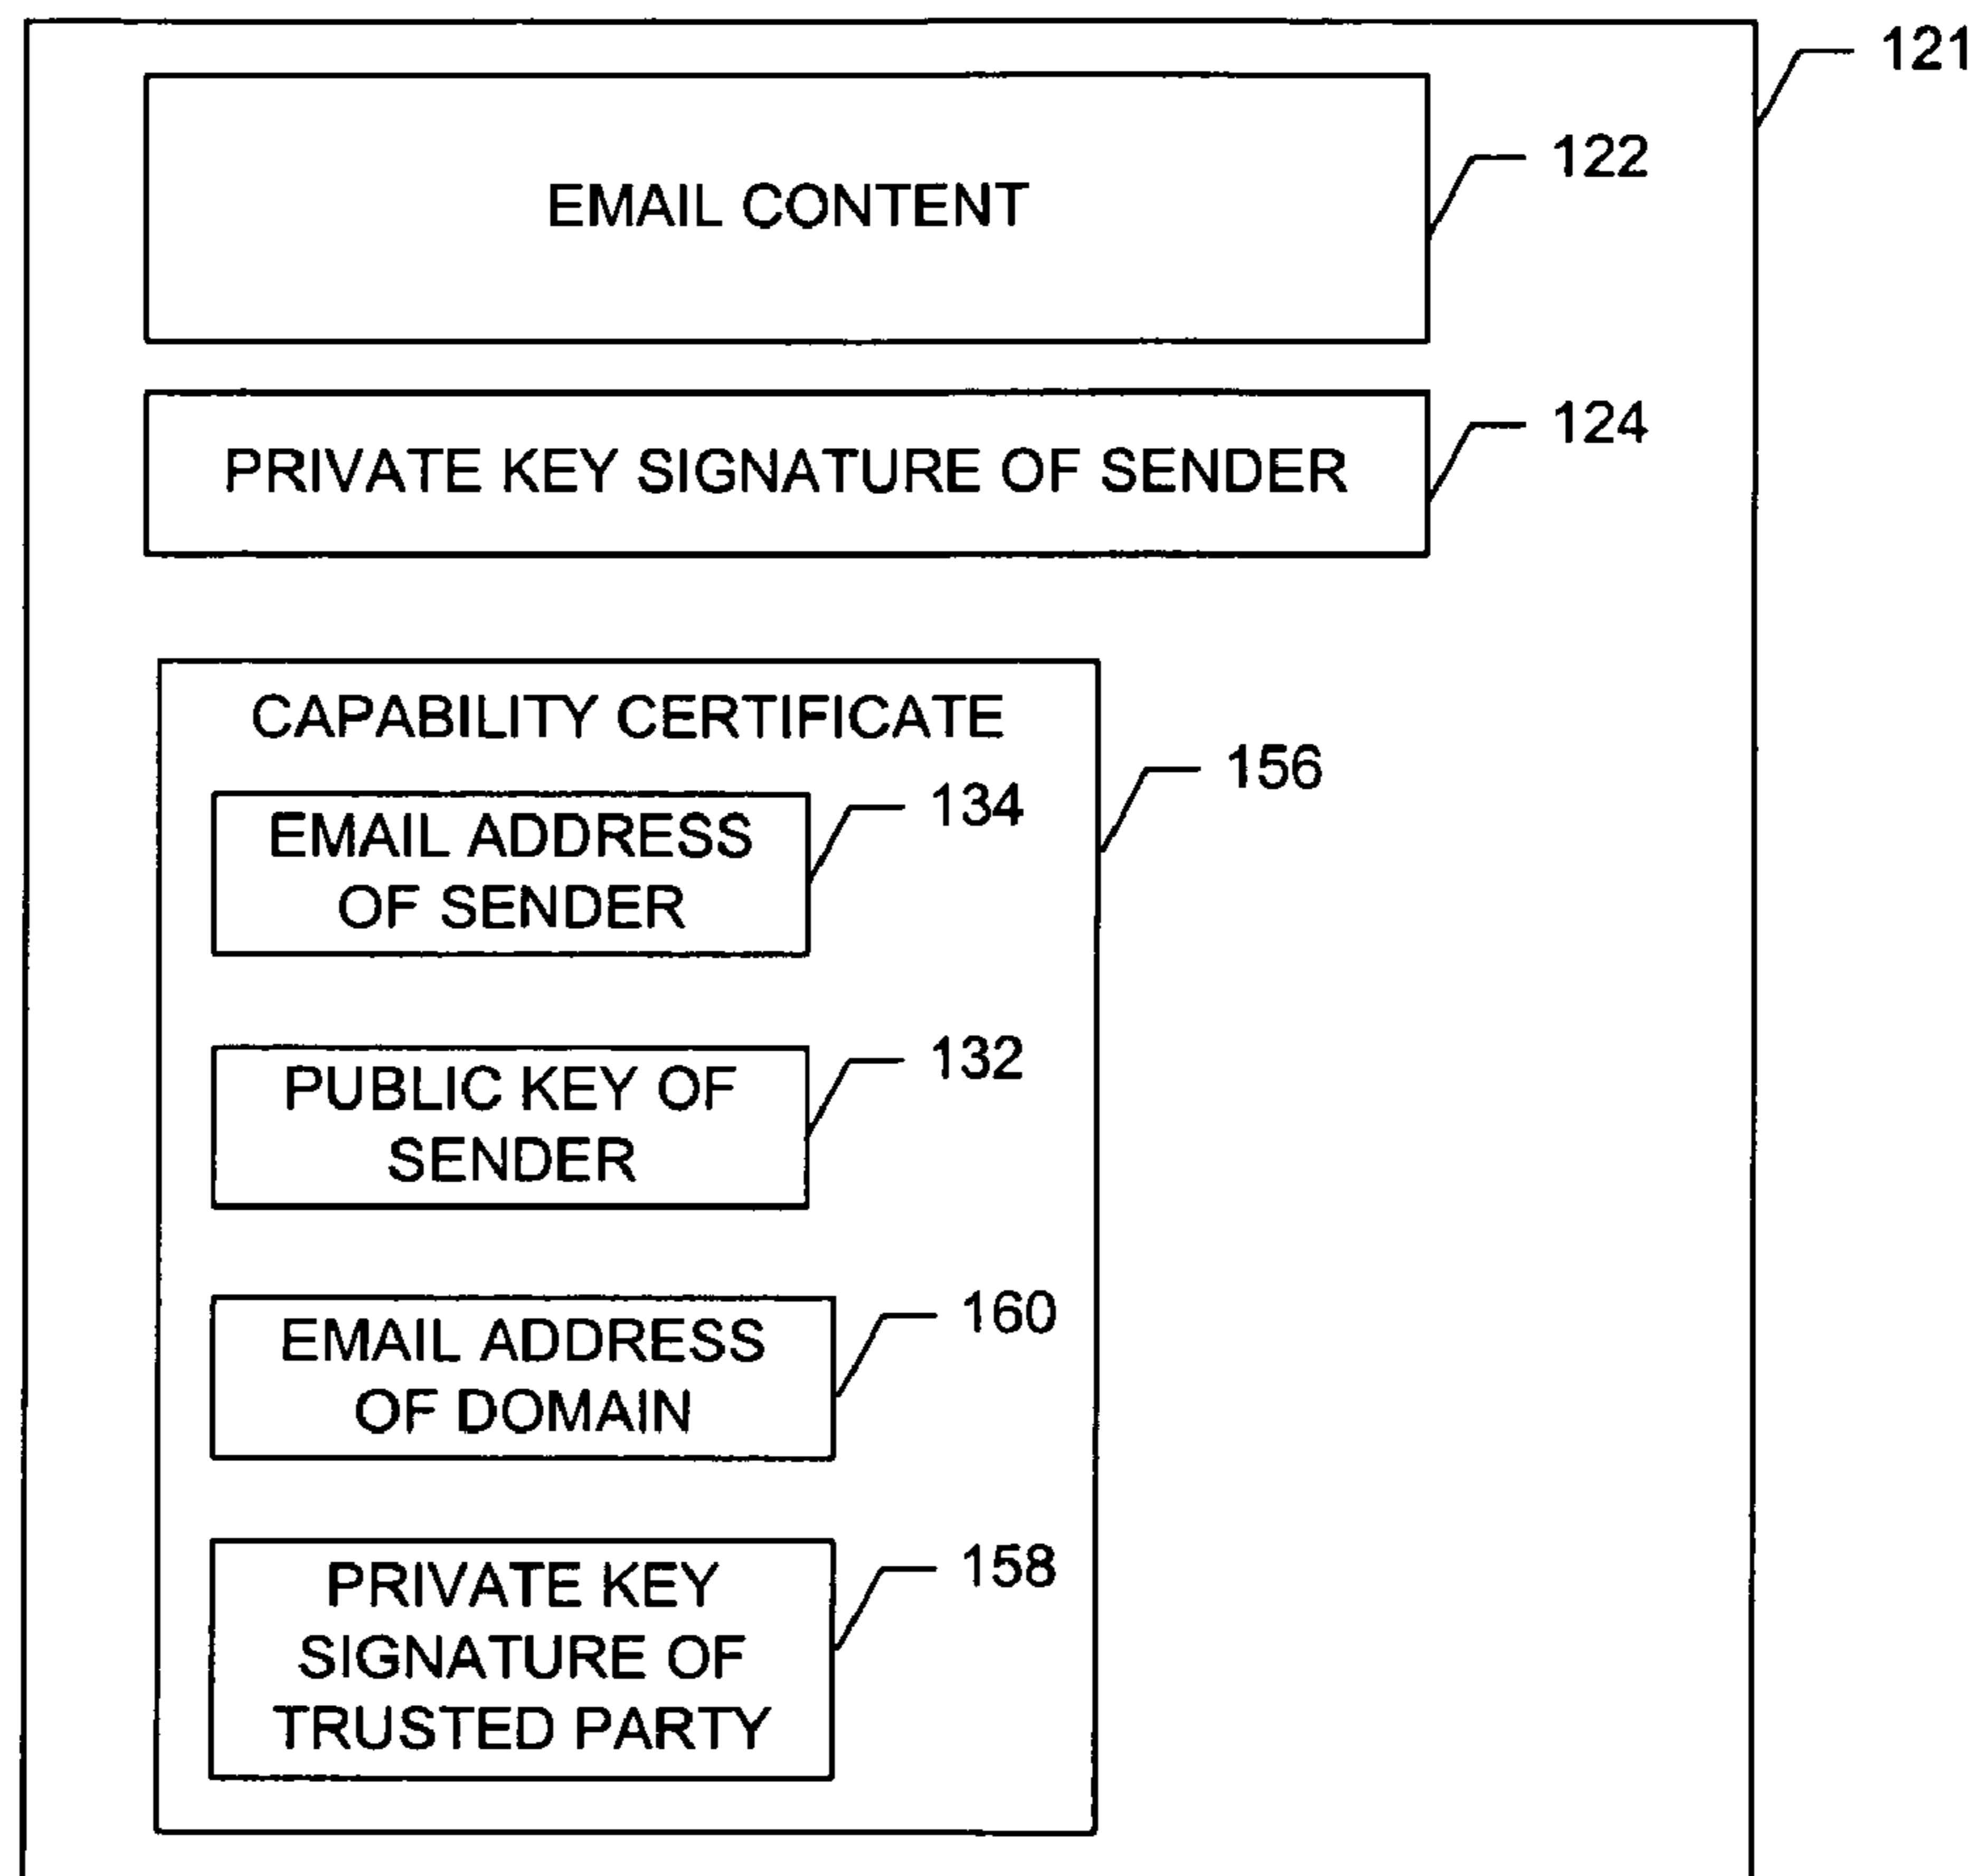 121
EMAIL CONTENT
122
PRIVATE KEY SIGNATURE OF SENDER
124
CAPABILITY CERTIFICATE
156
EMAIL ADDRESS
OF SENDER
134
PUBLIC KEY OF
SENDER
132
EMAIL ADDRESS
OF DOMAIN
160
PRIVATE KEY
SIGNATURE OF
TRUSTED PARTY
158